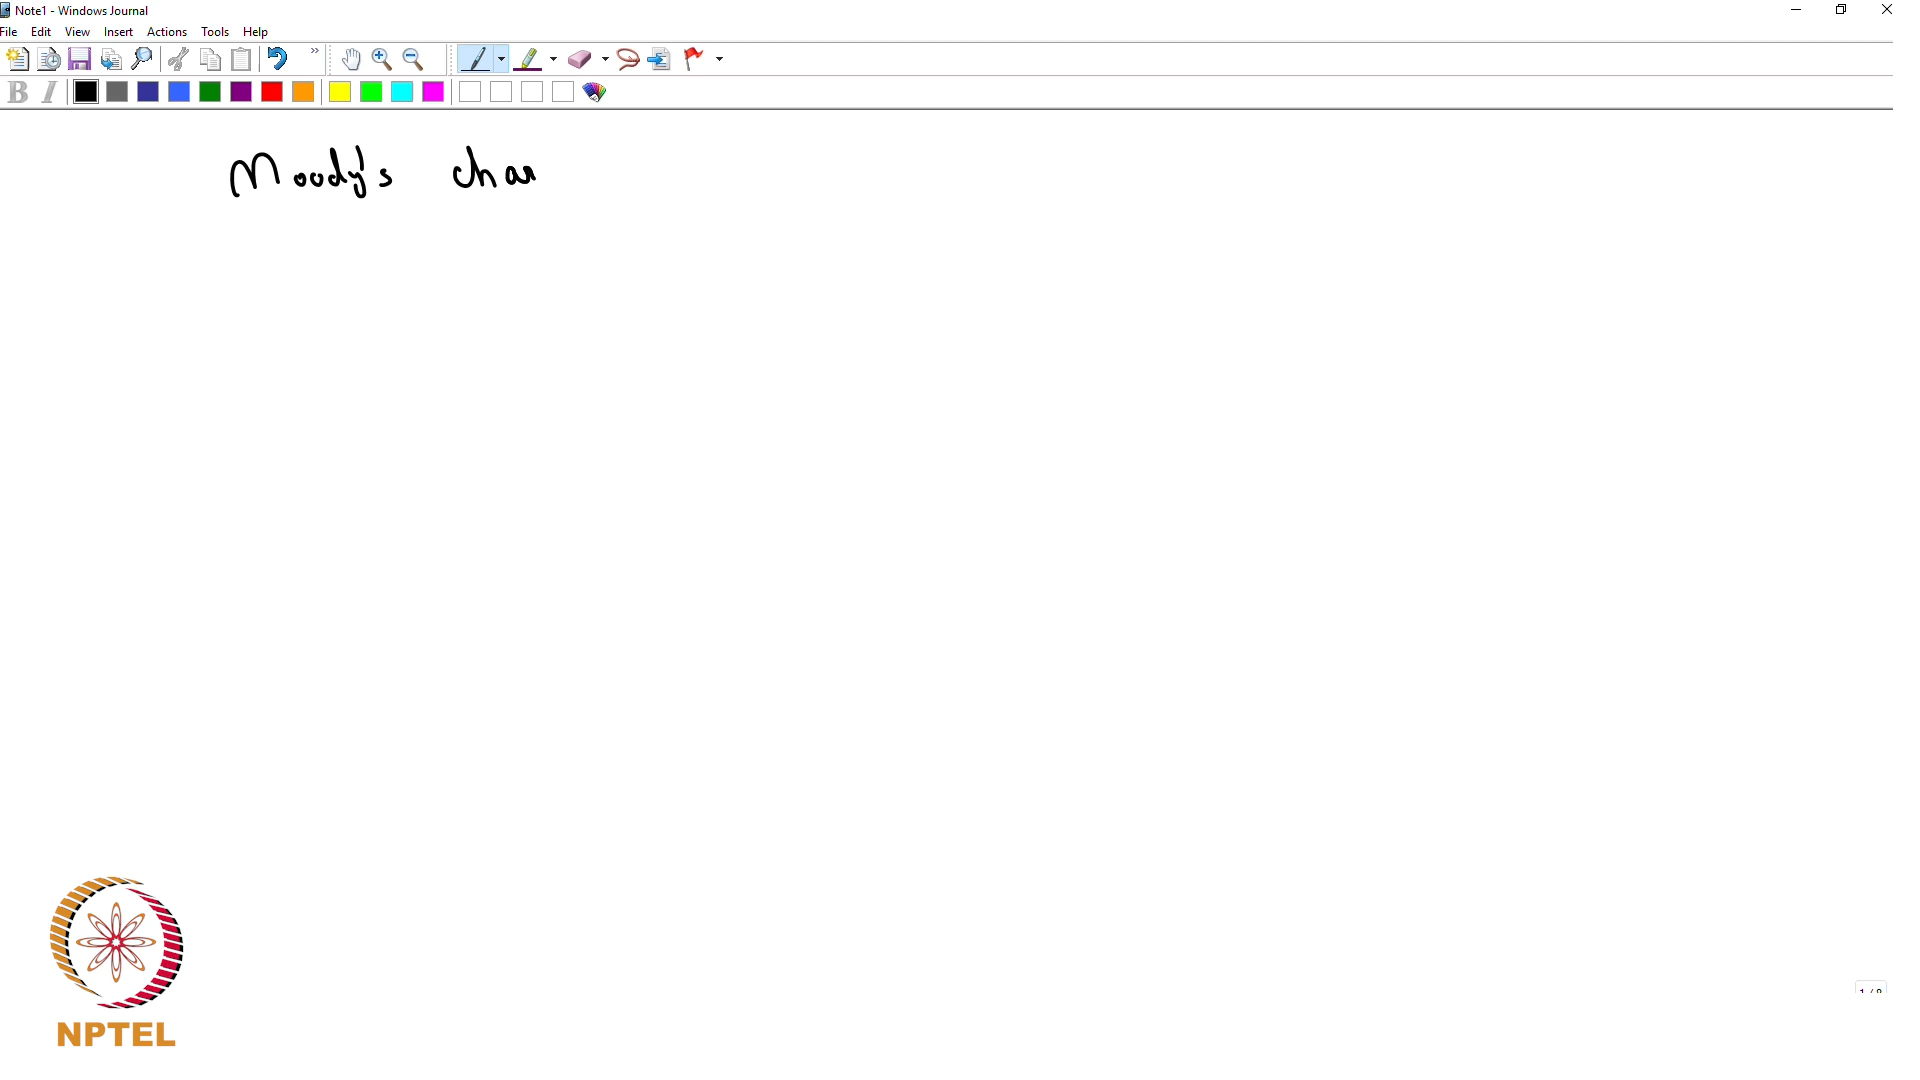 Note1 - Windows Journal
File Edit View Insert Actions Tools Help
Moody's char
NPTEL